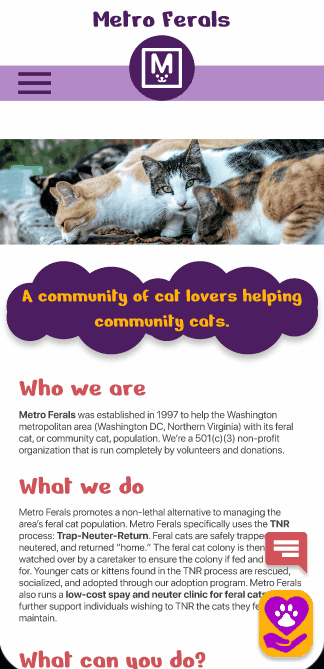 Metro Ferals
M
A community of cat lovers helping
community cats.
Who we are
Metro Ferals was established in 1997 to help the Washington
metropolitan area (Washington DC, Northern Virginia) with its feral
cat, or community cat, population. We're a 501(c)(3) non-profit
organization that is run completely by volunteers and donations.
What we do
Metro Ferals promotes a non-lethal alternative to managing the
area's feral cat population. Metro Ferals specifically uses the TNR
process: Trap-Neuter-Return. Feral cats are safely trapped
neutered, and returned "home." The feral cat colony is then
watched over by a caretaker to ensure the colony if fed and
for. Younger cats or kittens found in the TNR process are rescued,
socialized, and adopted through our adoption program. Metro Ferals
also runs a low-cost spay and neuter clinic for feral cats
further support individuals wishing to TNR the cats they
maintain.
What can you do?